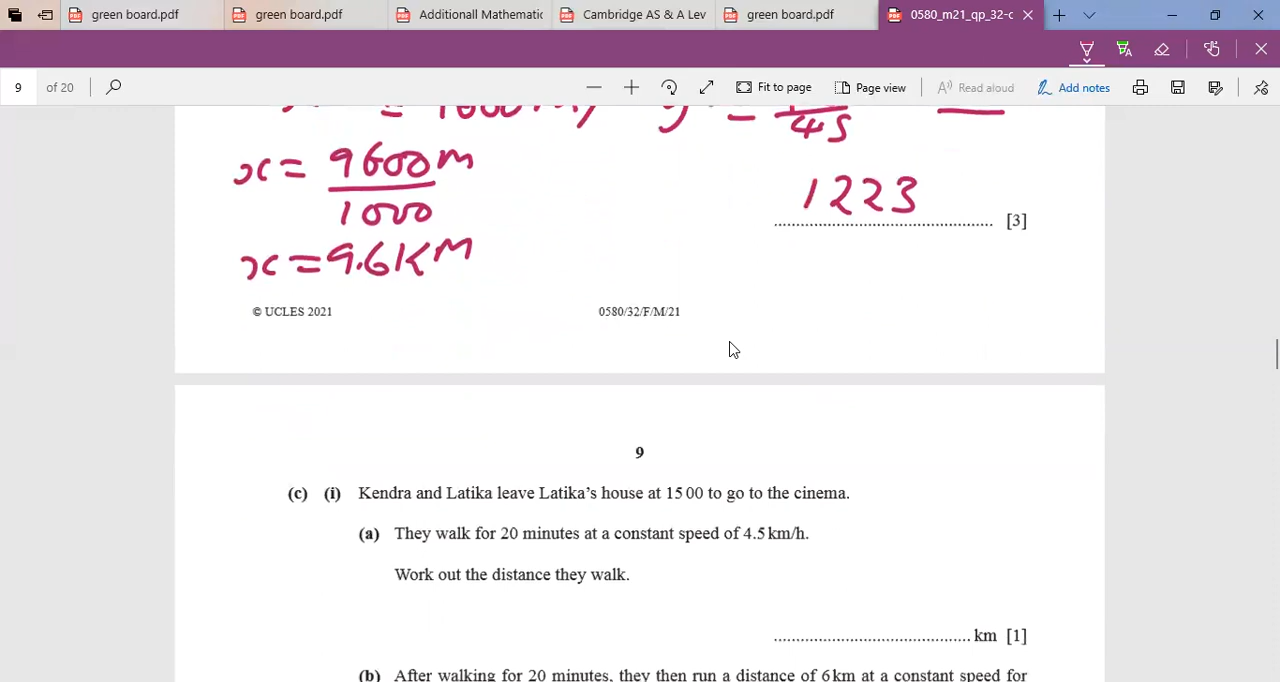 green board.pdf green board.pdf Additionall Mathematic Cambridge AS & A Lev green board.pdf 0580_m21_qp_32-c
9 of 20 Fit to page Page view Read aloud Add notes
x = 9600m
1000
x = 9.6KM
1223
[3]
© UCLES 2021 0580/32/F/M/21
9
(c) (i) Kendra and Latika leave Latika's house at 15 00 to go to the cinema.
(a) They walk for 20 minutes at a constant speed of 4.5 km/h.
Work out the distance they walk.
km [1]
(b) After walking for 20 minutes, they then run a distance of 6 km at a constant speed for